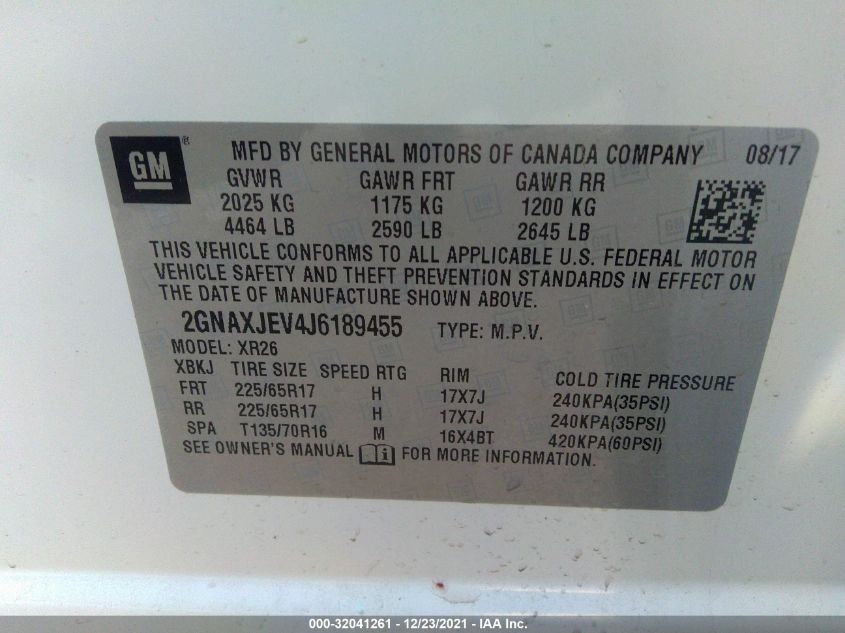 GM ® MFD BY GENERAL MOTORS OF CANADA COMPANY 08/17
GVWR GAWR FRT GAWR RR
2025 KG 1175 KG 1200 KG
4464 LB 2590 LB 2645 LB
THIS VEHICLE CONFORMS TO ALL APPLICABLE U.S. FEDERAL MOTOR
VEHICLE SAFETY AND THEFT PREVENTION STANDARDS IN EFFECT ON
THE DATE OF MANUFACTURE SHOWN ABOVE.
2GNAXJEV4J6189455 TYPE: M.P.V.
MODEL: XR26
XBKJ TIRE SIZE SPEED RTG RIM COLD TIRE PRESSURE
FRT 225/65R17 H 17X7J 240KPA(35PSI)
RR 225/65R17 H 17X7J 240KPA(35PSI)
SPA T135/70R16 M 16X4BT 420KPA(60PSI)
SEE OWNER'S MANUAL i FOR MORE INFORMATION.
000-32041261 - 12/23/2021 - IAA Inc.